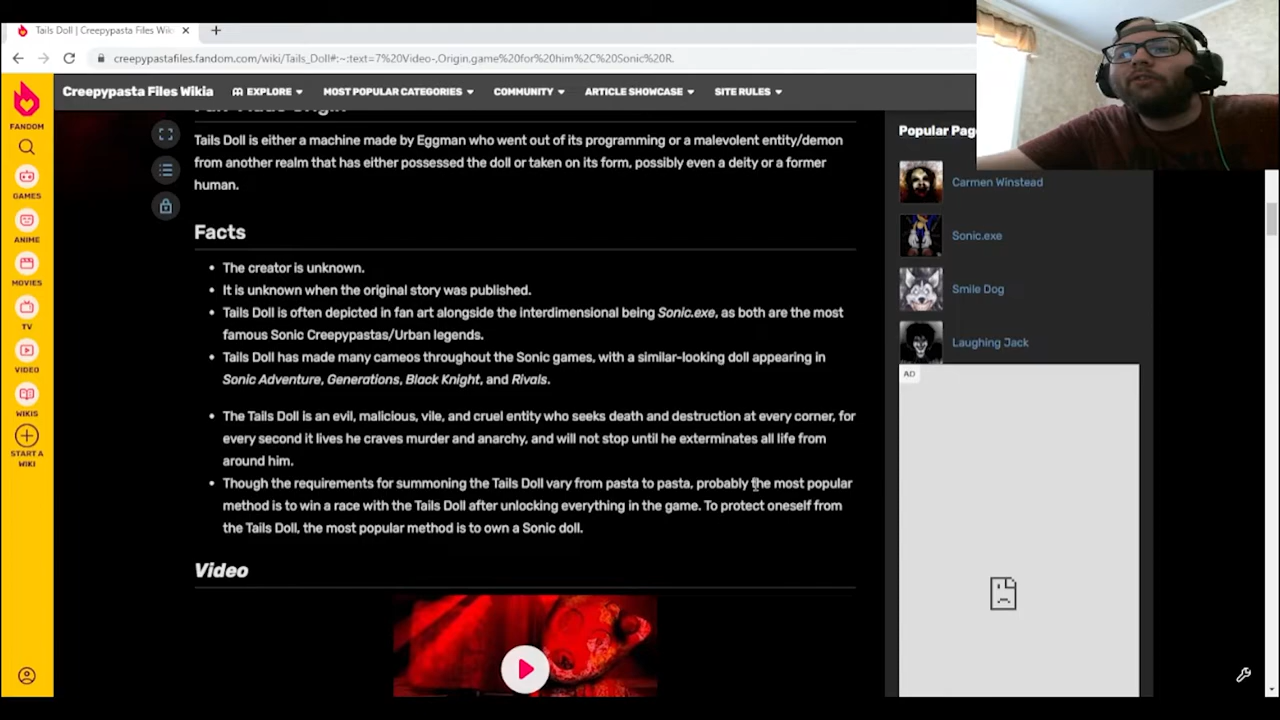 Tails Doll | Creepypasta Files Wiki
creepypastafiles.fandom.com/wiki/Tails_Doll#:~:text=7%20Video-,Origin,game%20for%20him%2C%20Sonic%20R.
FANDOM
GAMES
ANIME
MOVIES
TV
VIDEO
WIKIS
START A
WIKI
Creepypasta Files Wikia
EXPLORE
MOST POPULAR CATEGORIES
COMMUNITY
ARTICLE SHOWCASE
SITE RULES
Tails Doll is either a machine made by Eggman who went out of its programming or a malevolent entity/demon
from another realm that has either possessed the doll or taken on its form, possibly even a deity or a former
human.
Facts
• The creator is unknown.
• It is unknown when the original story was published.
• Tails Doll is often depicted in fan art alongside the interdimensional being Sonic.exe, as both are the most
famous Sonic Creepypastas/Urban legends.
• Tails Doll has made many cameos throughout the Sonic games, with a similar-looking doll appearing in
Sonic Adventure, Generations, Black Knight, and Rivals.
• The Tails Doll is an evil, malicious, vile, and cruel entity who seeks death and destruction at every corner, for
every second it lives he craves murder and anarchy, and will not stop until he exterminates all life from
around him.
• Though the requirements for summoning the Tails Doll vary from pasta to pasta, probably the most popular
method is to win a race with the Tails Doll after unlocking everything in the game. To protect oneself from
the Tails Doll, the most popular method is to own a Sonic doll.
Video
Popular Pag
Carmen Winstead
Sonic.exe
Smile Dog
Laughing Jack
AD